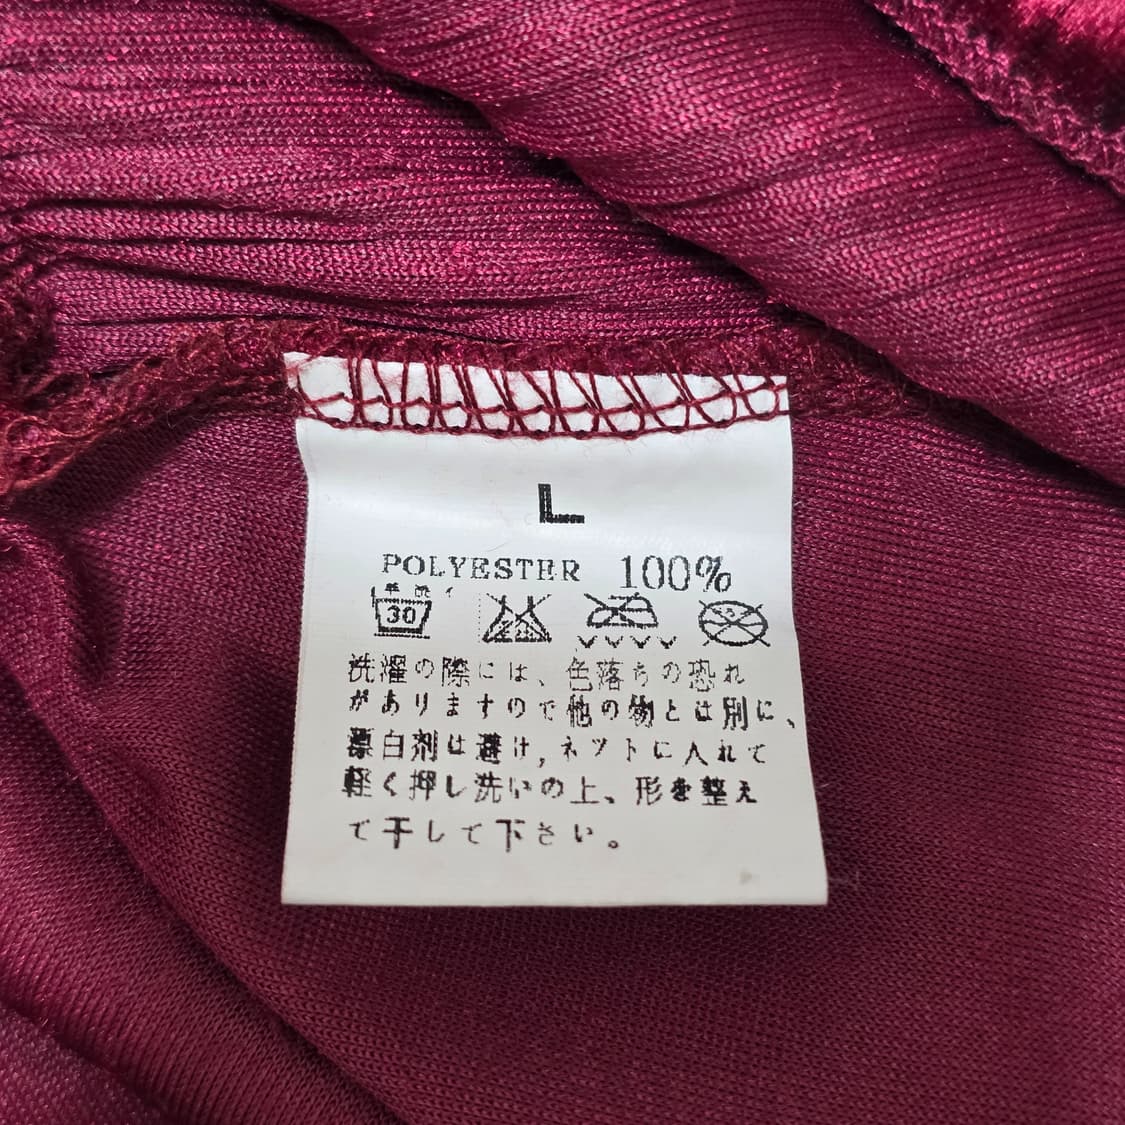 L
POLYESTER 100%
30
洗濯の際には、色落ちの恐れ
がありますので他の物とは別に、
漂白剤は避け,ネットに入れて
軽く押し洗いの上、形を整え
で干して下さい。